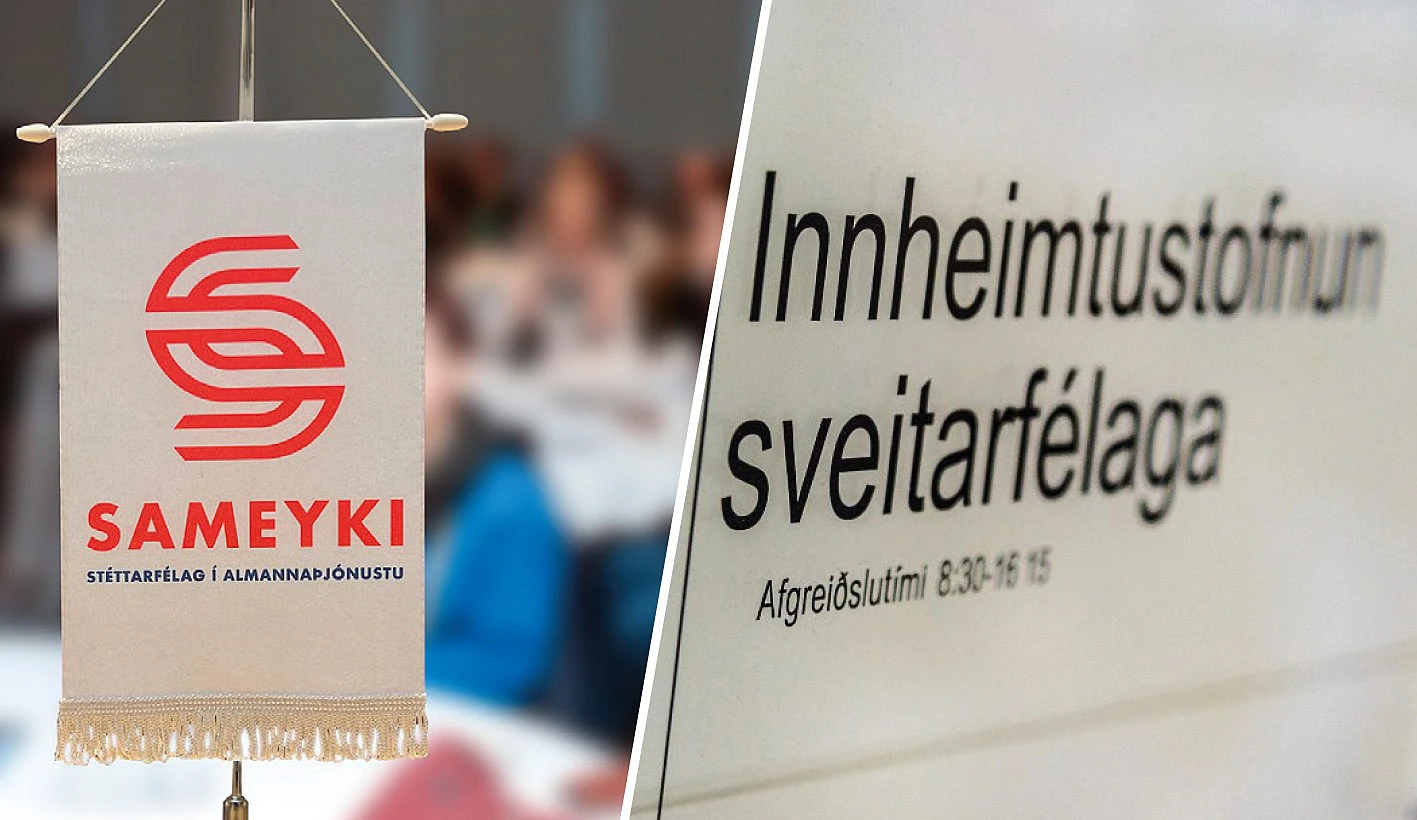 SAMEYKI
STÉTTARFÉLAG Í ALMANNAÞJÓNUSTU
Innheimtustofnun
sveitarfélaga
Afgreiðslutími 8:30-16 15